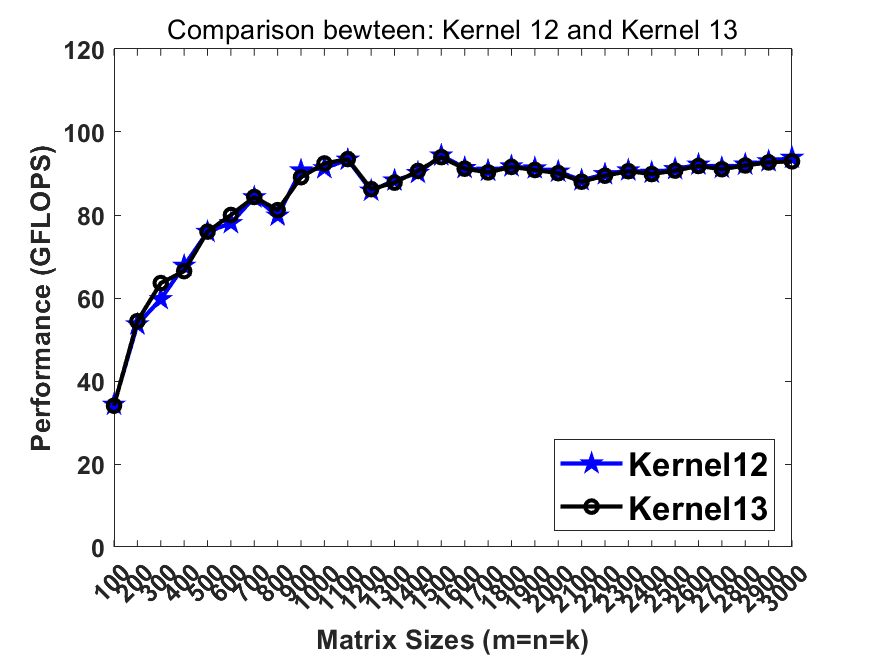 Comparison bewteen: Kernel 12 and Kernel 13
Performance (GFLOPS)
120
100
80
60
40
20
0
Kernel12
Kernel13
100 200 300 400 500 600 700 800 900 1000 1100 1200 1300 1400 1500 1600 1700 1800 1900 2000 2100 2200 2300 2400 2500 2600 2700 2800 2900 3000
Matrix Sizes (m=n=k)